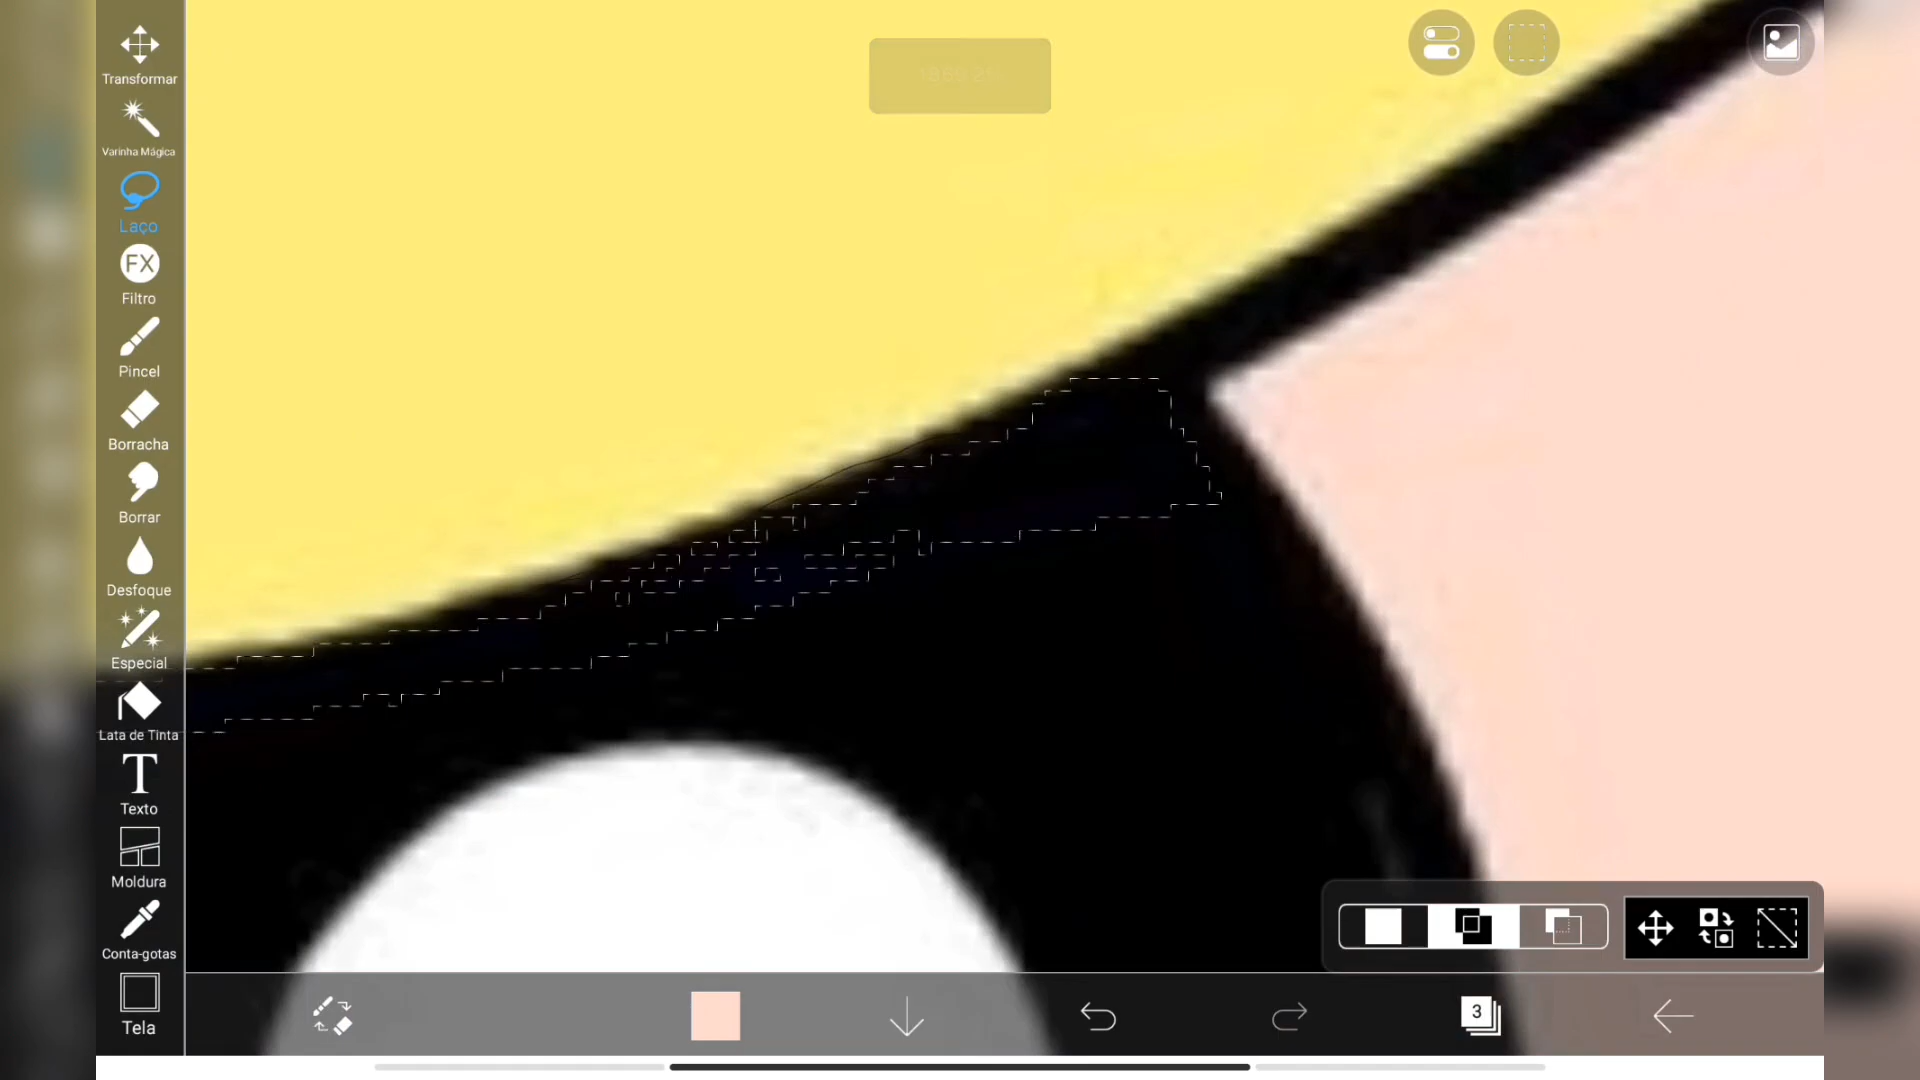 Transformar
Varinha Mágica
Laço
FX
Filtro
Pincel
Borracha
Borrar
Desfoque
Especial
Lata de Tinta
T
Texto
Moldura
Conta-gotas
Tela
3